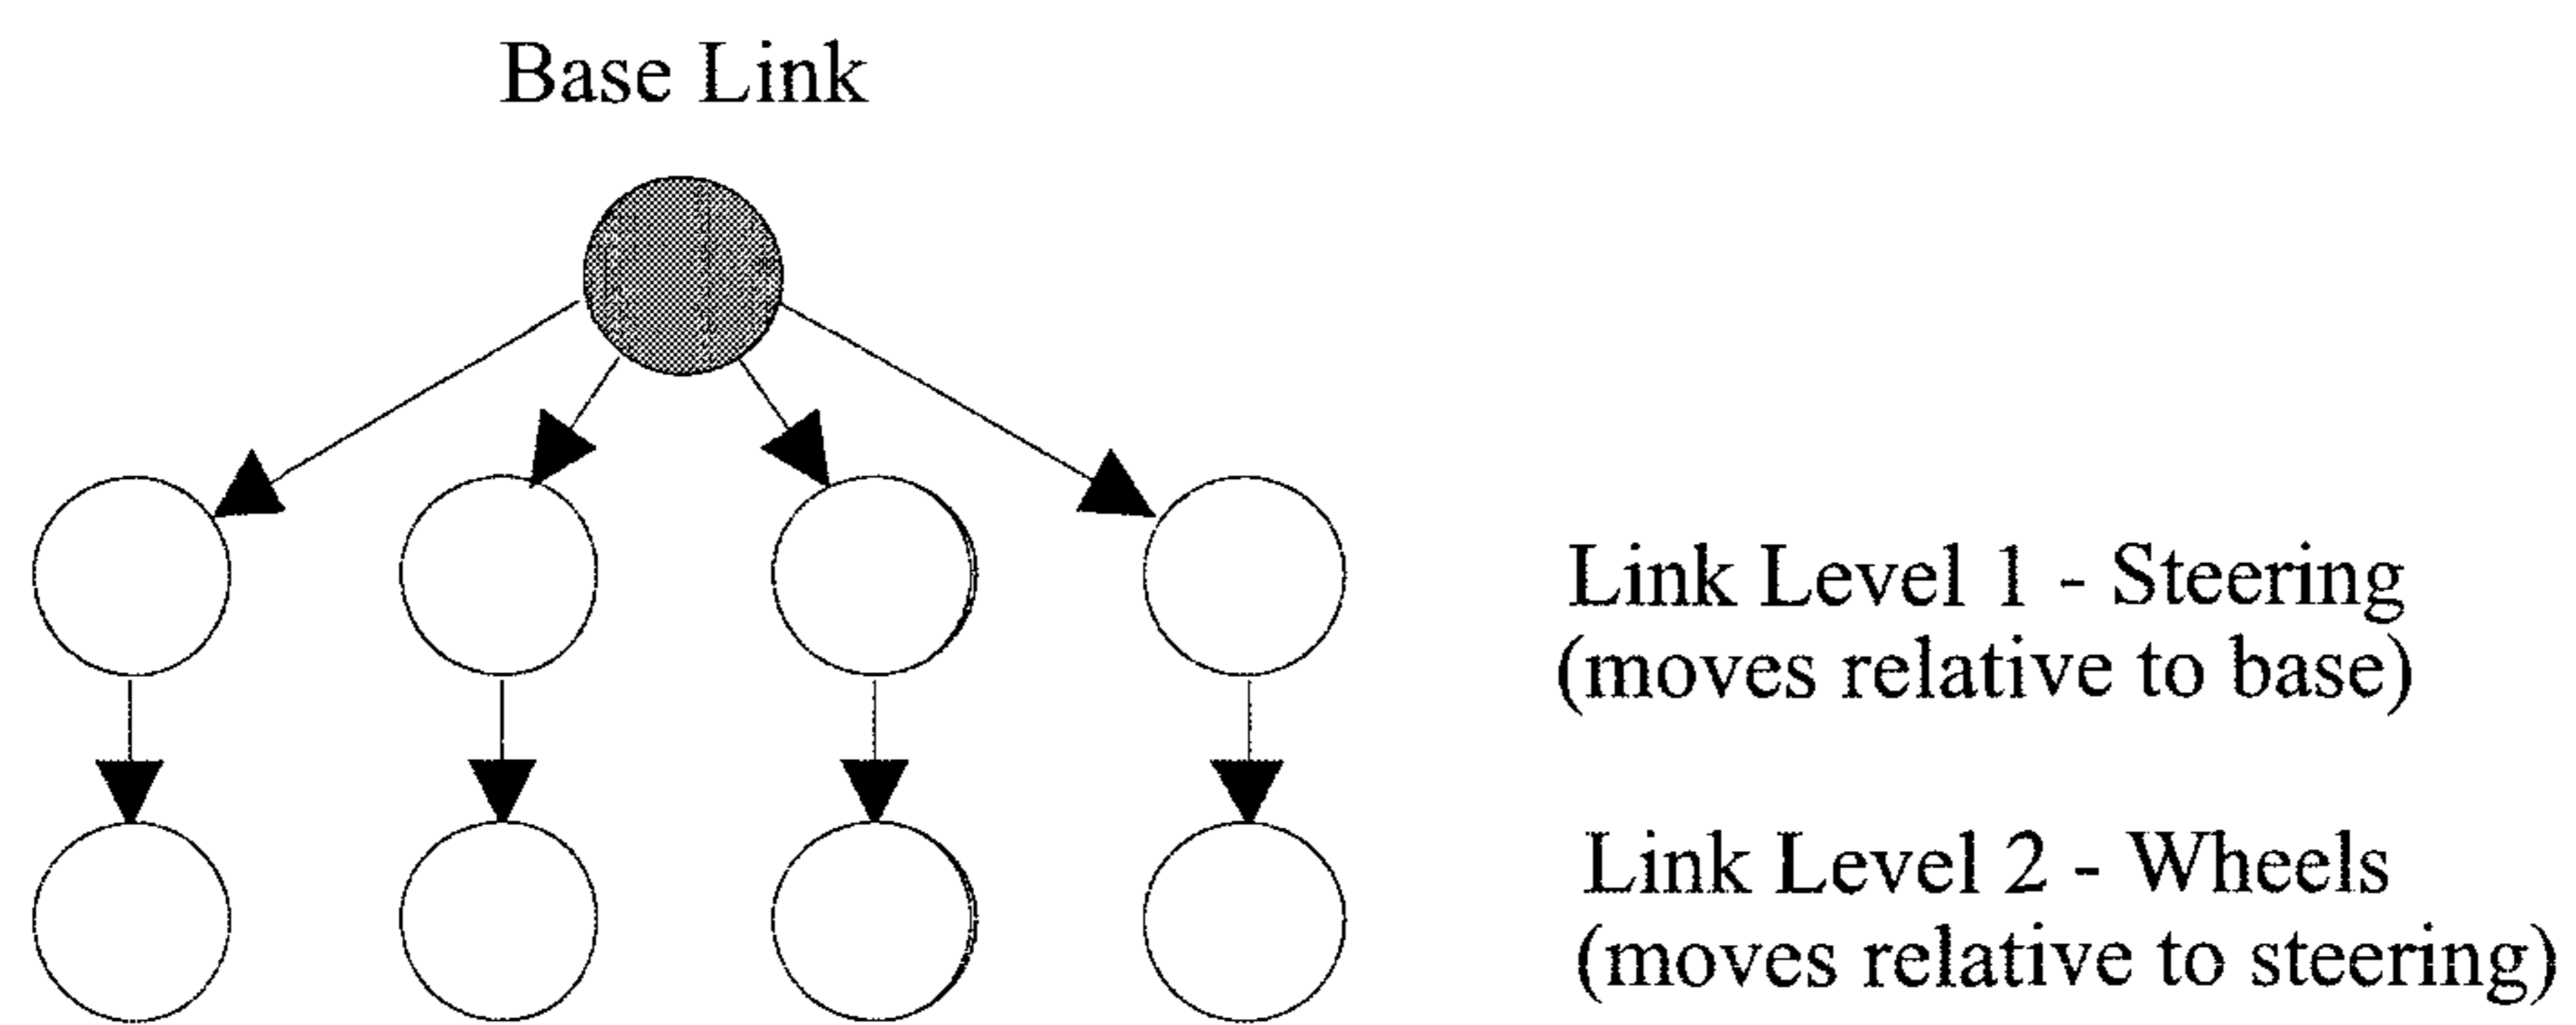 Base Link
Link Level 1 - Steering
(moves relative to base)
Link Level 2 - Wheels
(moves relative to steering)